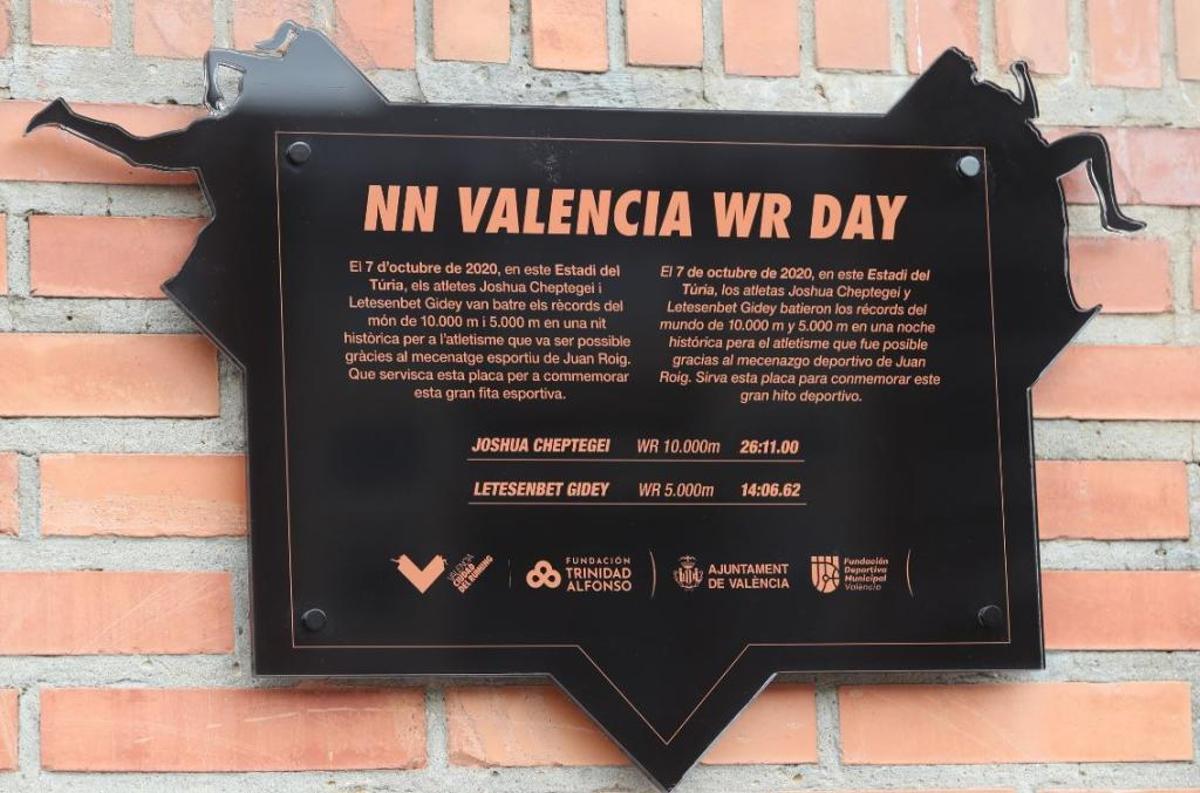 NN VALENCIA WR DAY
El 7 d'octubre de 2020, en este Estadi del
Túria, els atletes Joshua Cheptegei i
Letesenbet Gidey van batre els rècords del
món de 10.000 m i 5.000 m en una nit
històrica per a l'atletisme que va ser possible
gràcies al mecenatge esportiu de Juan Roig.
Que servisca esta placa per a commemorar
esta gran fita esportiva.
El 7 de octubre de 2020, en este Estadi del
Túria, los atletas Joshua Cheptegei y
Letesenbet Gidey batieron los récords del
mundo de 10.000 m y 5.000 m en una noche
histórica pera el atletisme que fue posible
gracias al mecenazgo deportivo de Juan
Roig. Sirva esta placa para conmemorar este
gran hito deportivo.
JOSHUA CHEPTEGEI WR 10.000m 26:11.00
LETESENBET GIDEY WR 5.000m 14:06.62
VALENCIA
CIUDAD
DEL RUNNING
FUNDACIÓN
TRINIDAD
ALFONSO
AJUNTAMENT
DE VALÈNCIA
Fundación
Deportiva
Municipal
València